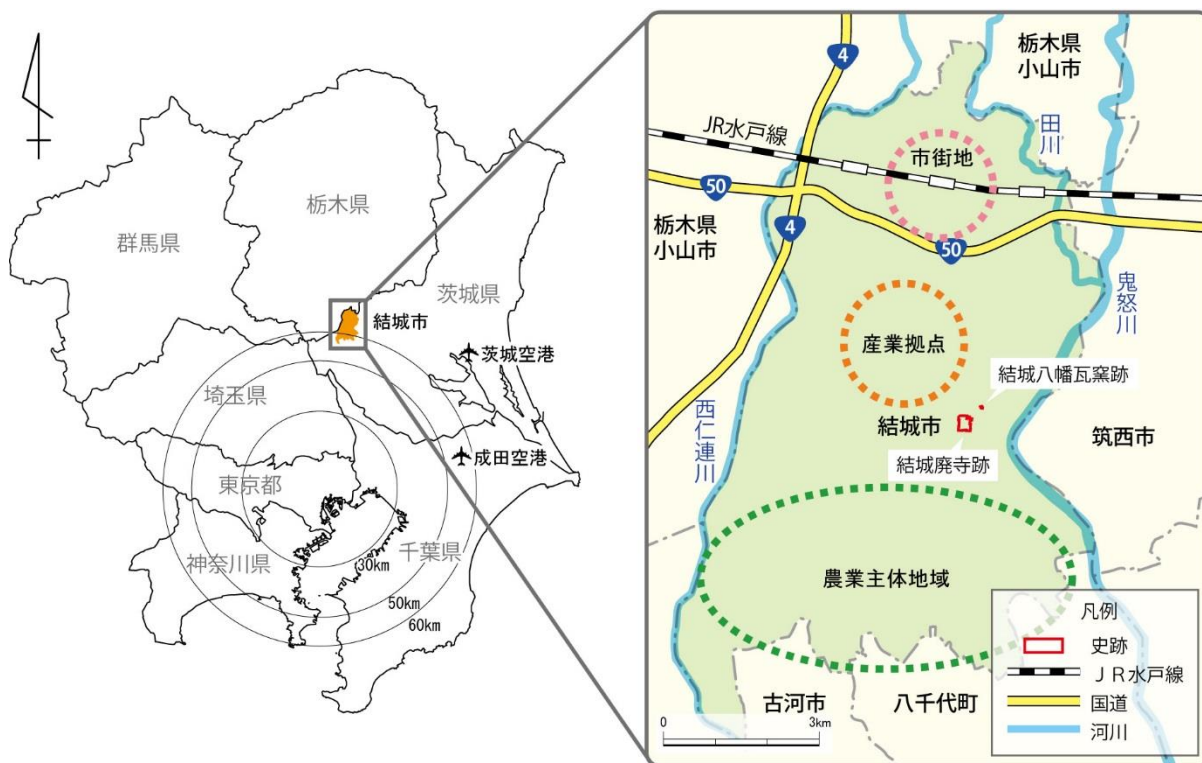 群馬県
栃木県
茨城県
結城市
茨城空港
埼玉県
成田空港
東京都
神奈川県
千葉県
30km
50km
60km
4
栃木県
小山市
JR水戸線
市街地
田川
50
4
50
栃木県
小山市
鬼怒川
産業拠点
結城八幡瓦窯跡
西仁連川
結城市
筑西市
結城廃寺跡
農業主体地域
古河市
八千代町
0
3km
凡例
史跡
ＪＲ水戸線
国道
河川